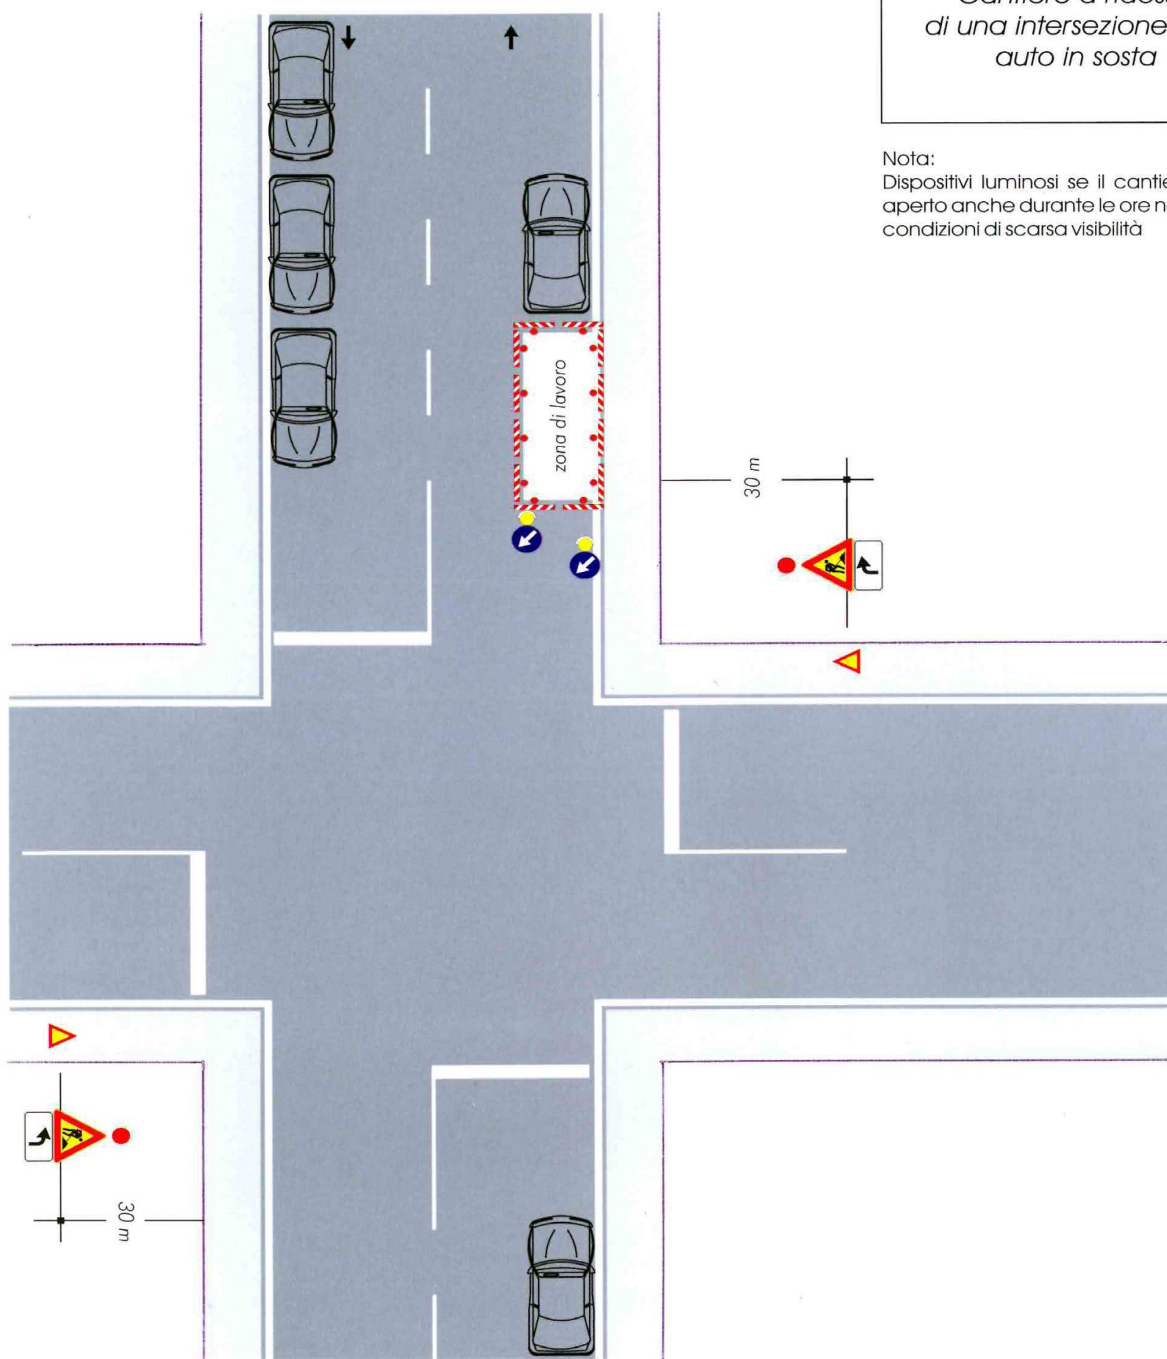 di una intersezione
auto in sosta
Nota:
Dispositivi luminosi se il
aperto anche durante le ore
condizioni di scarsa visibilità
zona di lavoro
30 m
30 m